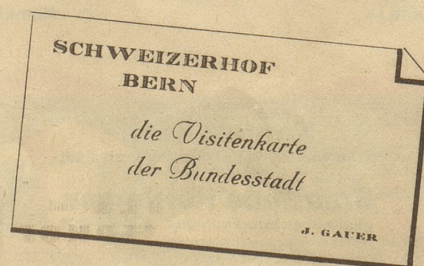 SCHWEIZERHOF
BERN
die Visitenkarte
der Bundesstadt
J. GAUER